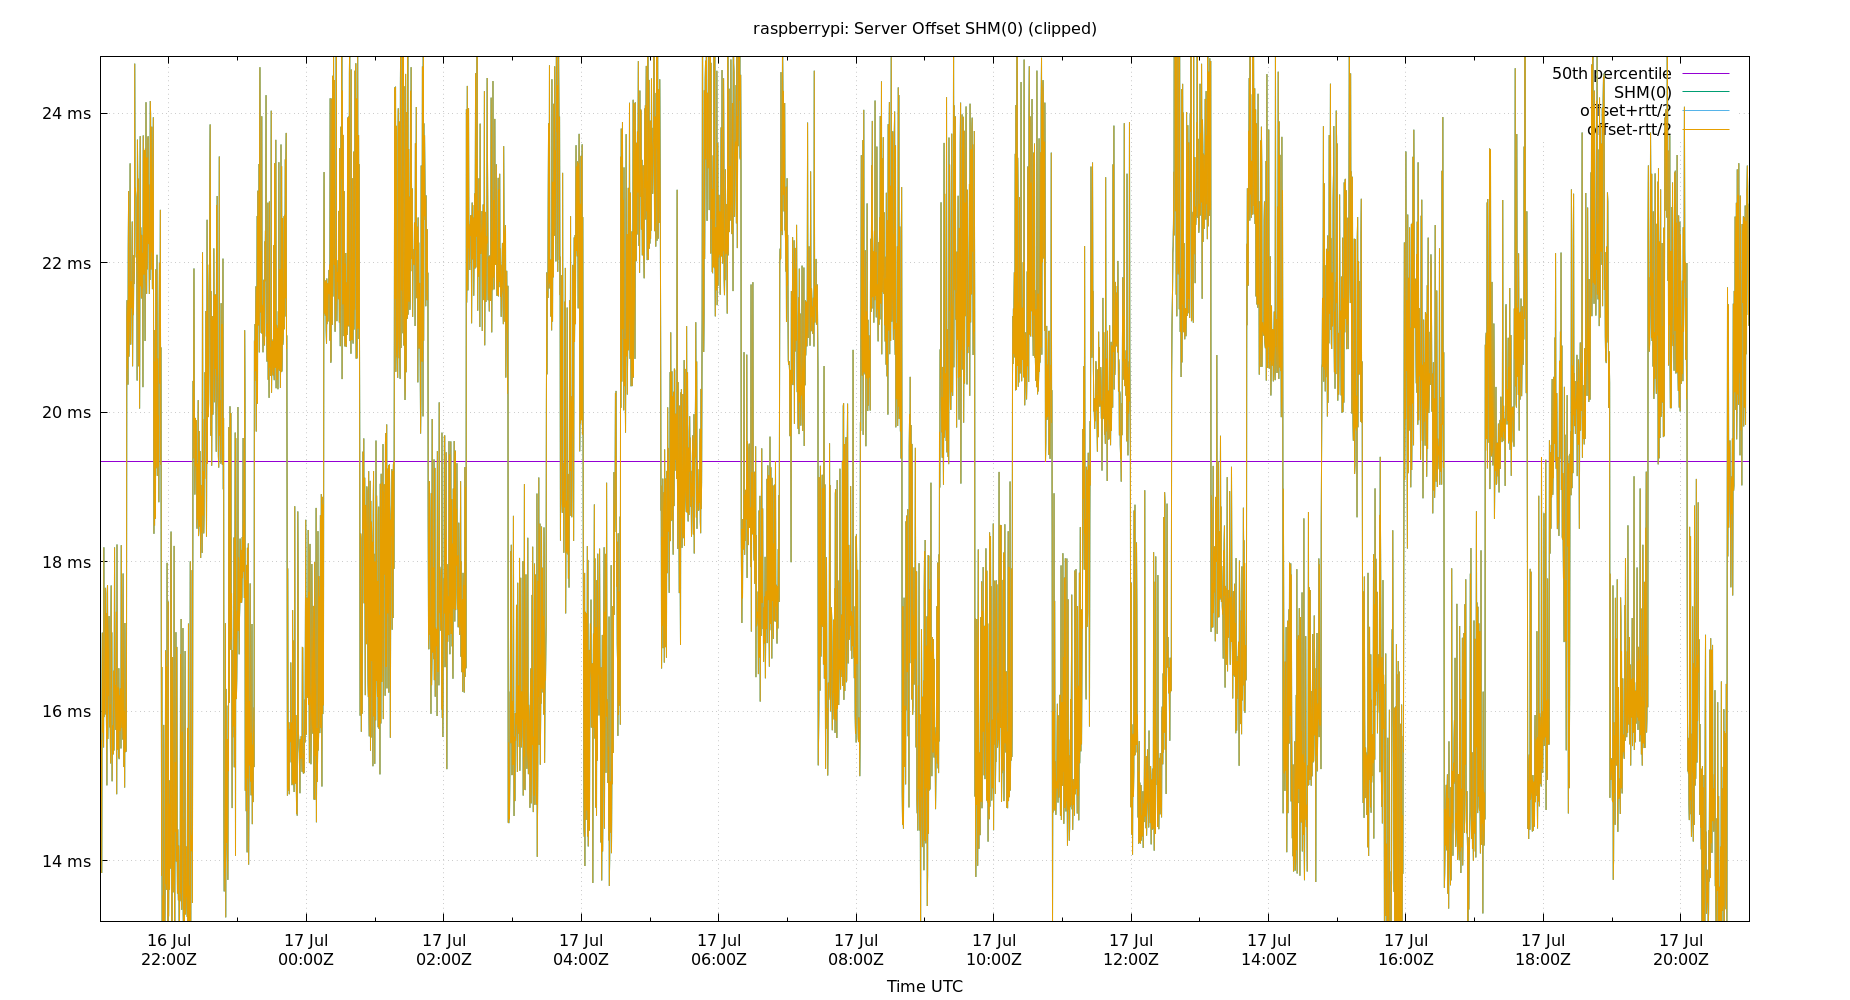 raspberrypi: Server Offset SHM(0) (clipped)
50th percentile
SHM(0)
offset+rtt/2
offset-rtt/2
24 ms
22 ms
20 ms
18 ms
16 ms
14 ms
16 Jul 17 Jul 17 Jul 17 Jul 17 Jul 17 Jul 17 Jul 17 Jul 17 Jul 17 Jul 17 Jul 17 Jul
22:00Z 00:00Z 02:00Z 04:00Z 06:00Z 08:00Z 10:00Z 12:00Z 14:00Z 16:00Z 18:00Z 20:00Z
Time UTC